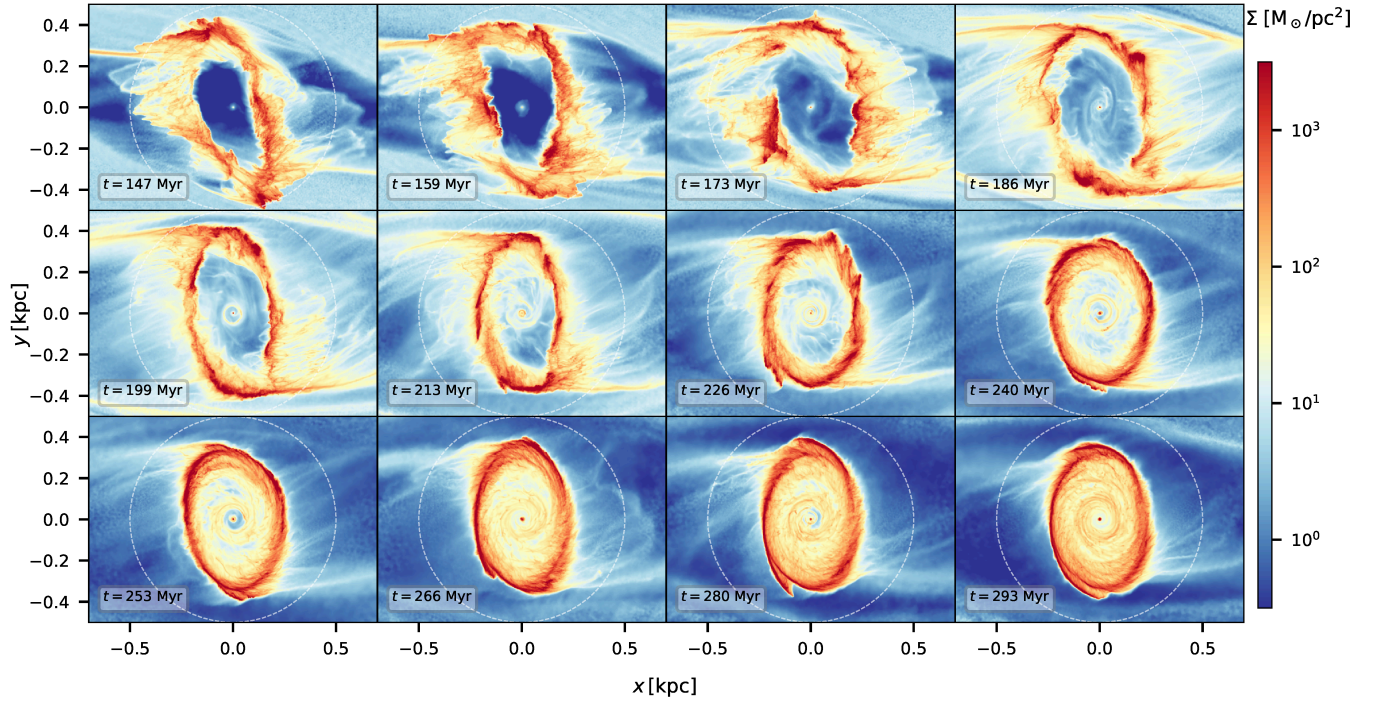 Σ [M⊙/pc²]
0.4
0.2
0.0
−0.2
−0.4
t = 147 Myr
t = 159 Myr
t = 173 Myr
t = 186 Myr
10³
10²
10¹
10⁰
y [kpc]
0.4
0.2
0.0
−0.2
−0.4
t = 199 Myr
t = 213 Myr
t = 226 Myr
t = 240 Myr
0.4
0.2
0.0
−0.2
−0.4
t = 253 Myr
t = 266 Myr
t = 280 Myr
t = 293 Myr
−0.5 0.0 0.5 −0.5 0.0 0.5 −0.5 0.0 0.5 −0.5 0.0 0.5
x [kpc]